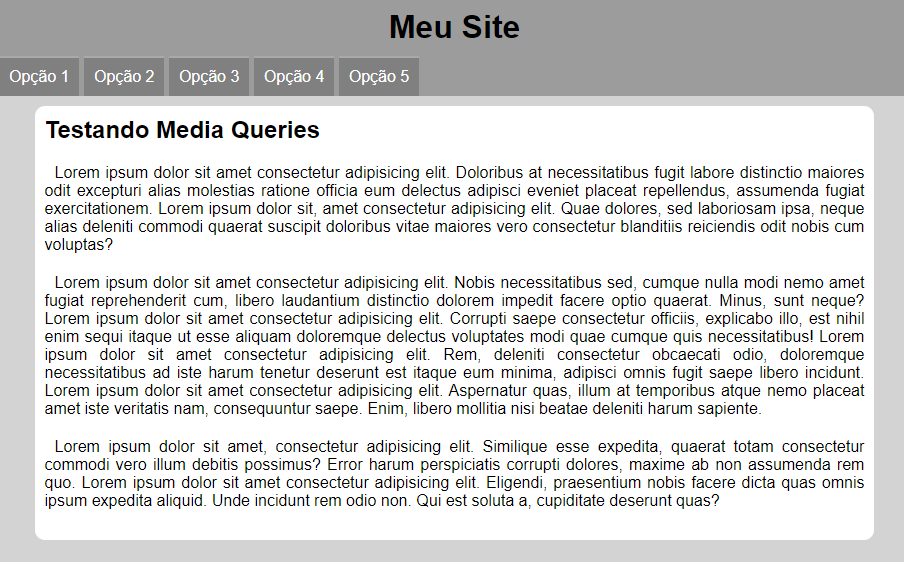 Meu Site
Opção 1 Opção 2 Opção 3 Opção 4 Opção 5
Testando Media Queries
Lorem ipsum dolor sit amet consectetur adipisicing elit. Doloribus at necessitatibus fugit labore distinctio maiores
odit excepturi alias molestias ratione officia eum delectus adipisci eveniet placeat repellendus, assumenda fugiat
exercitationem. Lorem ipsum dolor sit, amet consectetur adipisicing elit. Quae dolores, sed laboriosam ipsa, neque
alias deleniti commodi quaerat suscipit doloribus vitae maiores vero consectetur blanditiis reiciendis odit nobis cum
voluptas?
Lorem ipsum dolor sit amet consectetur adipisicing elit. Nobis necessitatibus sed, cumque nulla modi nemo amet
fugiat reprehenderit cum, libero laudantium distinctio dolorem impedit facere optio quaerat. Minus, sunt neque?
Lorem ipsum dolor sit amet consectetur adipisicing elit. Corrupti saepe consectetur officiis, explicabo illo, est nihil
enim sequi itaque ut esse aliquam doloremque delectus voluptates modi quae cumque quis necessitatibus! Lorem
ipsum dolor sit amet consectetur adipisicing elit. Rem, deleniti consectetur obcaecati odio, doloremque
necessitatibus ad iste harum tenetur deserunt est itaque eum minima, adipisci omnis fugit saepe libero incidunt.
Lorem ipsum dolor sit amet consectetur adipisicing elit. Aspernatur quas, illum at temporibus atque nemo placeat
amet iste veritatis nam, consequuntur saepe. Enim, libero mollitia nisi beatae deleniti harum sapiente.
Lorem ipsum dolor sit amet, consectetur adipisicing elit. Similique esse expedita, quaerat totam consectetur
commodi vero illum debitis possimus? Error harum perspiciatis corrupti dolores, maxime ab non assumenda rem
quo. Lorem ipsum dolor sit amet consectetur adipisicing elit. Eligendi, praesentium nobis facere dicta quas omnis
ipsum expedita aliquid. Unde incidunt rem odio non. Qui est soluta a, cupiditate deserunt quas?